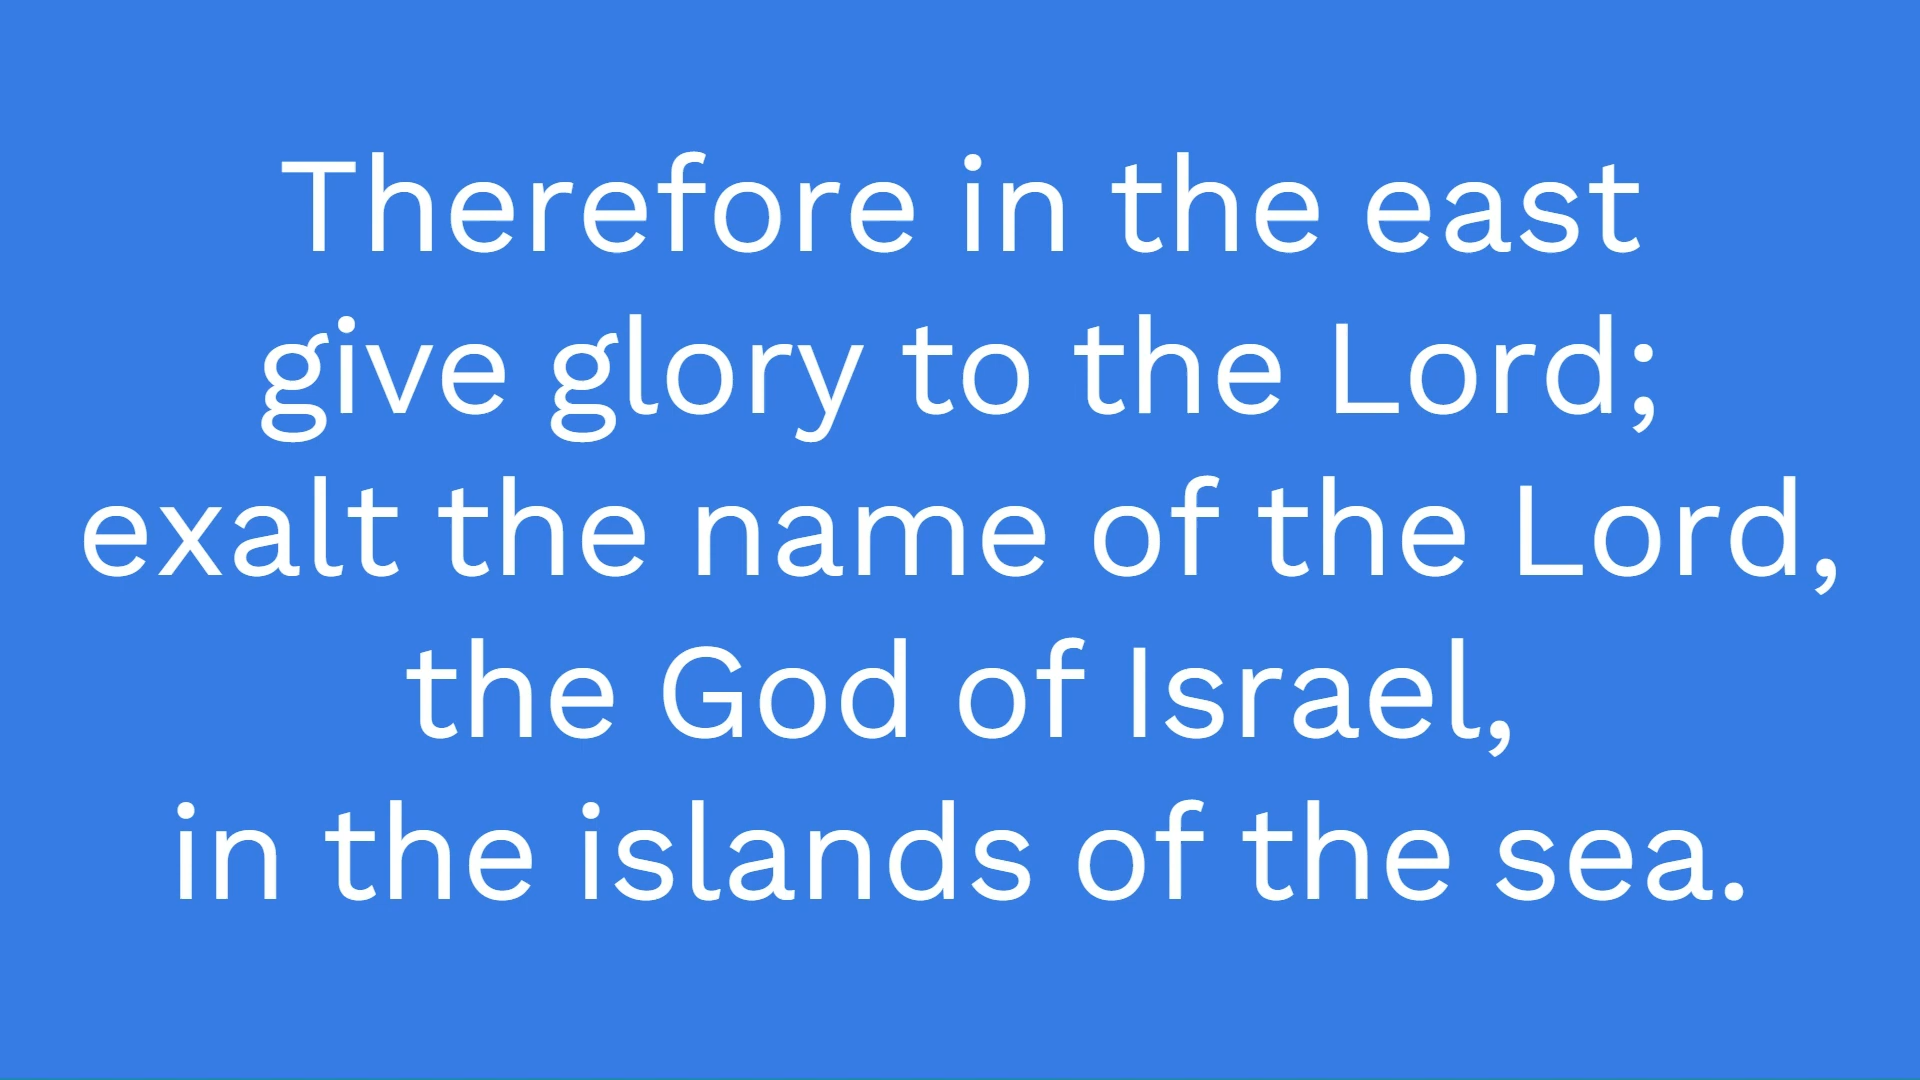 Therefore in the east
give glory to the Lord;
exalt the name of the Lord,
the God of Israel,
in the islands of the sea.